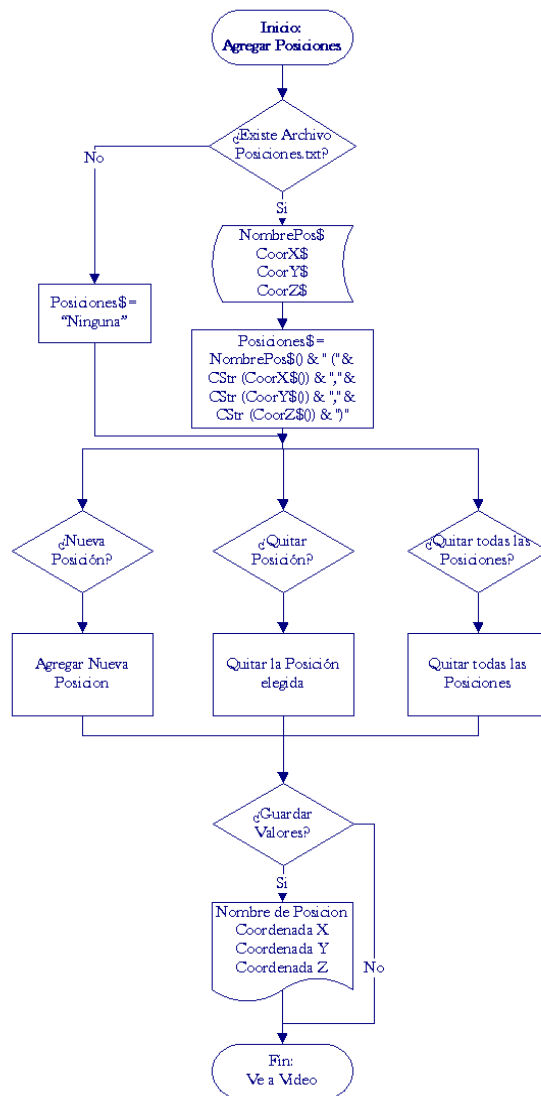 Inicio:
Agregar Posiciones
¿Existe Archivo
Posiciones.txt?
No
Si
NombrePos$
CoorX$
CoorY$
CoorZ$
Posiciones$=
“Ninguna”
Posiciones$=
NombrePos$() & " ("&
CStr (CoorX$()) & ","&
CStr (CoorY$()) & ","&
CStr (CoorZ$()) & ")"
¿Nueva
Posición?
¿Quitar
Posición?
¿Quitar todas las
Posiciones?
Agregar Nueva
Posicion
Quitar la Posición
elegida
Quitar todas las
Posiciones
¿Guardar
Valores?
Si
Nombre de Posicion
Coordenada X
Coordenada Y
Coordenada Z
No
Fin:
Ve a Video